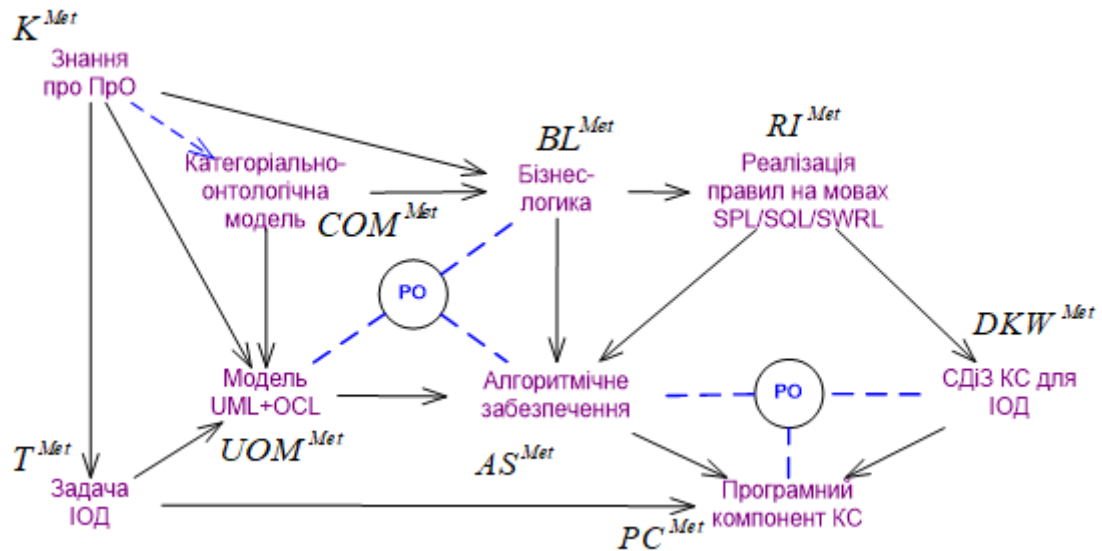 K^Met
Знання
про ПрО
Категоріально-
онтологічна
модель
COM^Met
BL^Met
Бізнес-
логика
RI^Met
Реалізація
правил на мовах
SPL/SQL/SWRL
PO
DKW^Met
СДіЗ КС для
ІОД
Модель
UML+OCL
UOM^Met
Алгоритмічне
забезпечення
AS^Met
PO
T^Met
Задача
ІОД
Програмний
компонент КС
PC^Met